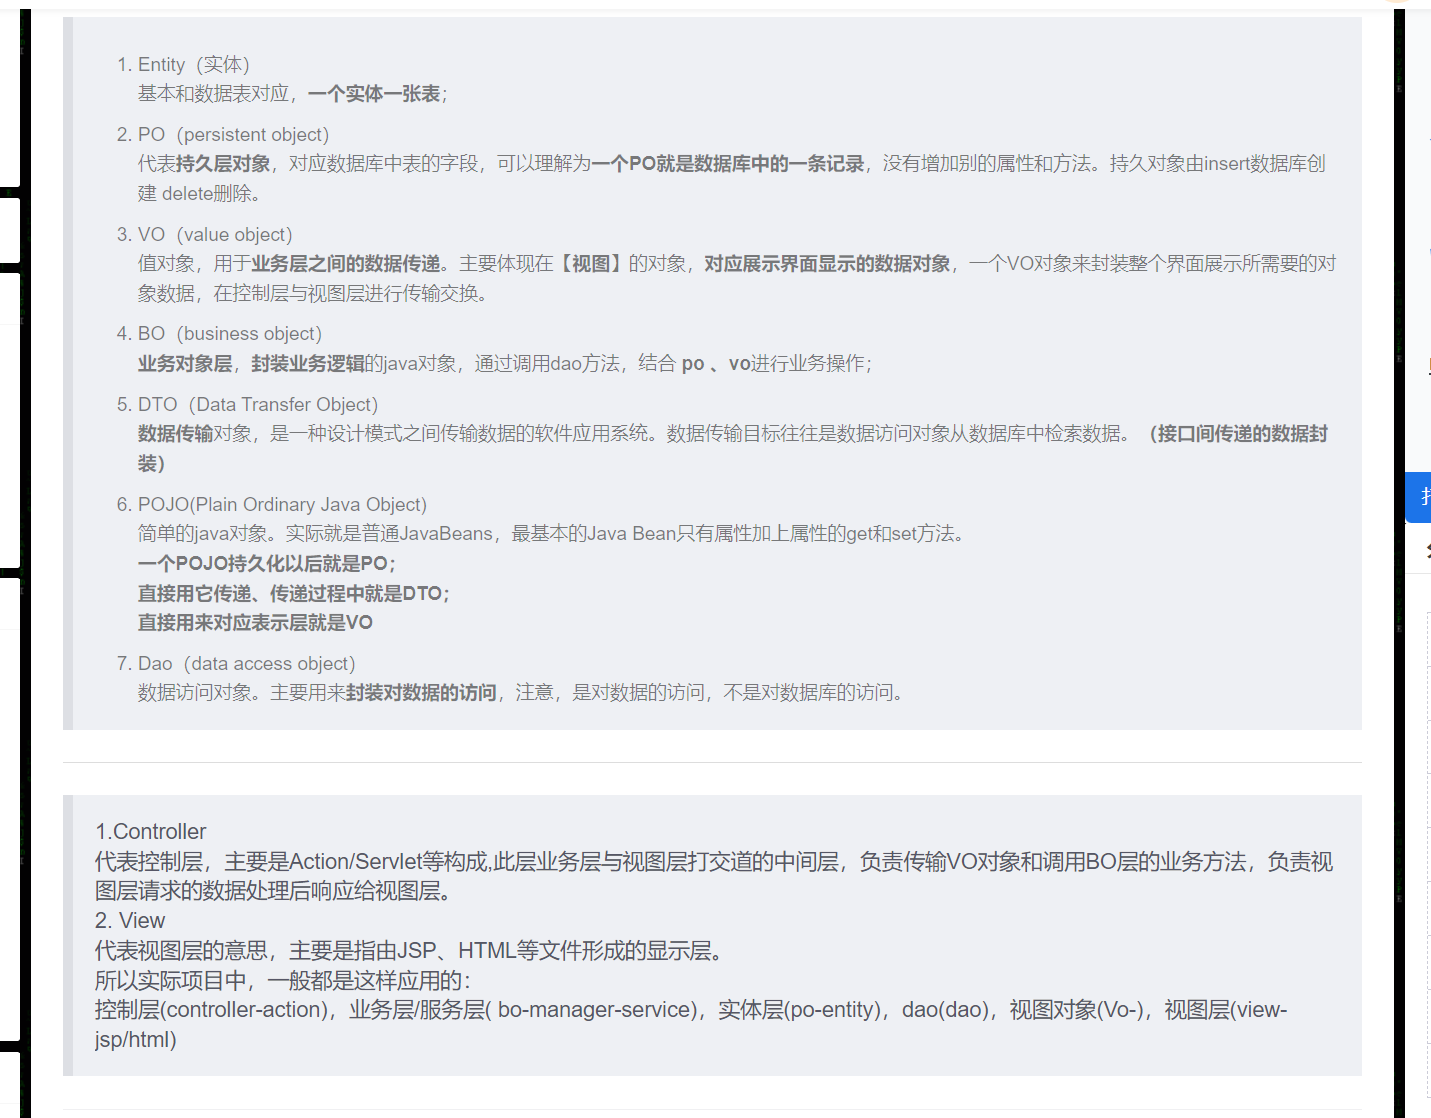 1. Entity（实体）
基本和数据表对应，一个实体一张表；
2. PO（persistent object）
代表持久层对象，对应数据库中表的字段，可以理解为一个PO就是数据库中的一条记录，没有增加别的属性和方法。持久对象由insert数据库创
建 delete删除。
3. VO（value object）
值对象，用于业务层之间的数据传递。主要体现在【视图】的对象，对应展示界面显示的数据对象，一个VO对象来封装整个界面展示所需要的对
象数据，在控制层与视图层进行传输交换。
4. BO（business object）
业务对象层，封装业务逻辑的java对象，通过调用dao方法，结合 po 、vo进行业务操作；
5. DTO（Data Transfer Object）
数据传输对象，是一种设计模式之间传输数据的软件应用系统。数据传输目标往往是数据访问对象从数据库中检索数据。（接口间传递的数据封
装）
6. POJO(Plain Ordinary Java Object)
简单的java对象。实际就是普通JavaBeans，最基本的Java Bean只有属性加上属性的get和set方法。
一个POJO持久化以后就是PO；
直接用它传递、传递过程中就是DTO；
直接用来对应表示层就是VO
7. Dao（data access object）
数据访问对象。主要用来封装对数据的访问，注意，是对数据的访问，不是对数据库的访问。
1.Controller
代表控制层，主要是Action/Servlet等构成,此层业务层与视图层打交道的中间层，负责传输VO对象和调用BO层的业务方法，负责视
图层请求的数据处理后响应给视图层。
2. View
代表视图层的意思，主要是指由JSP、HTML等文件形成的显示层。
所以实际项目中，一般都是这样应用的：
控制层(controller-action)，业务层/服务层( bo-manager-service)，实体层(po-entity)，dao(dao)，视图对象(Vo-)，视图层(view-
jsp/html)